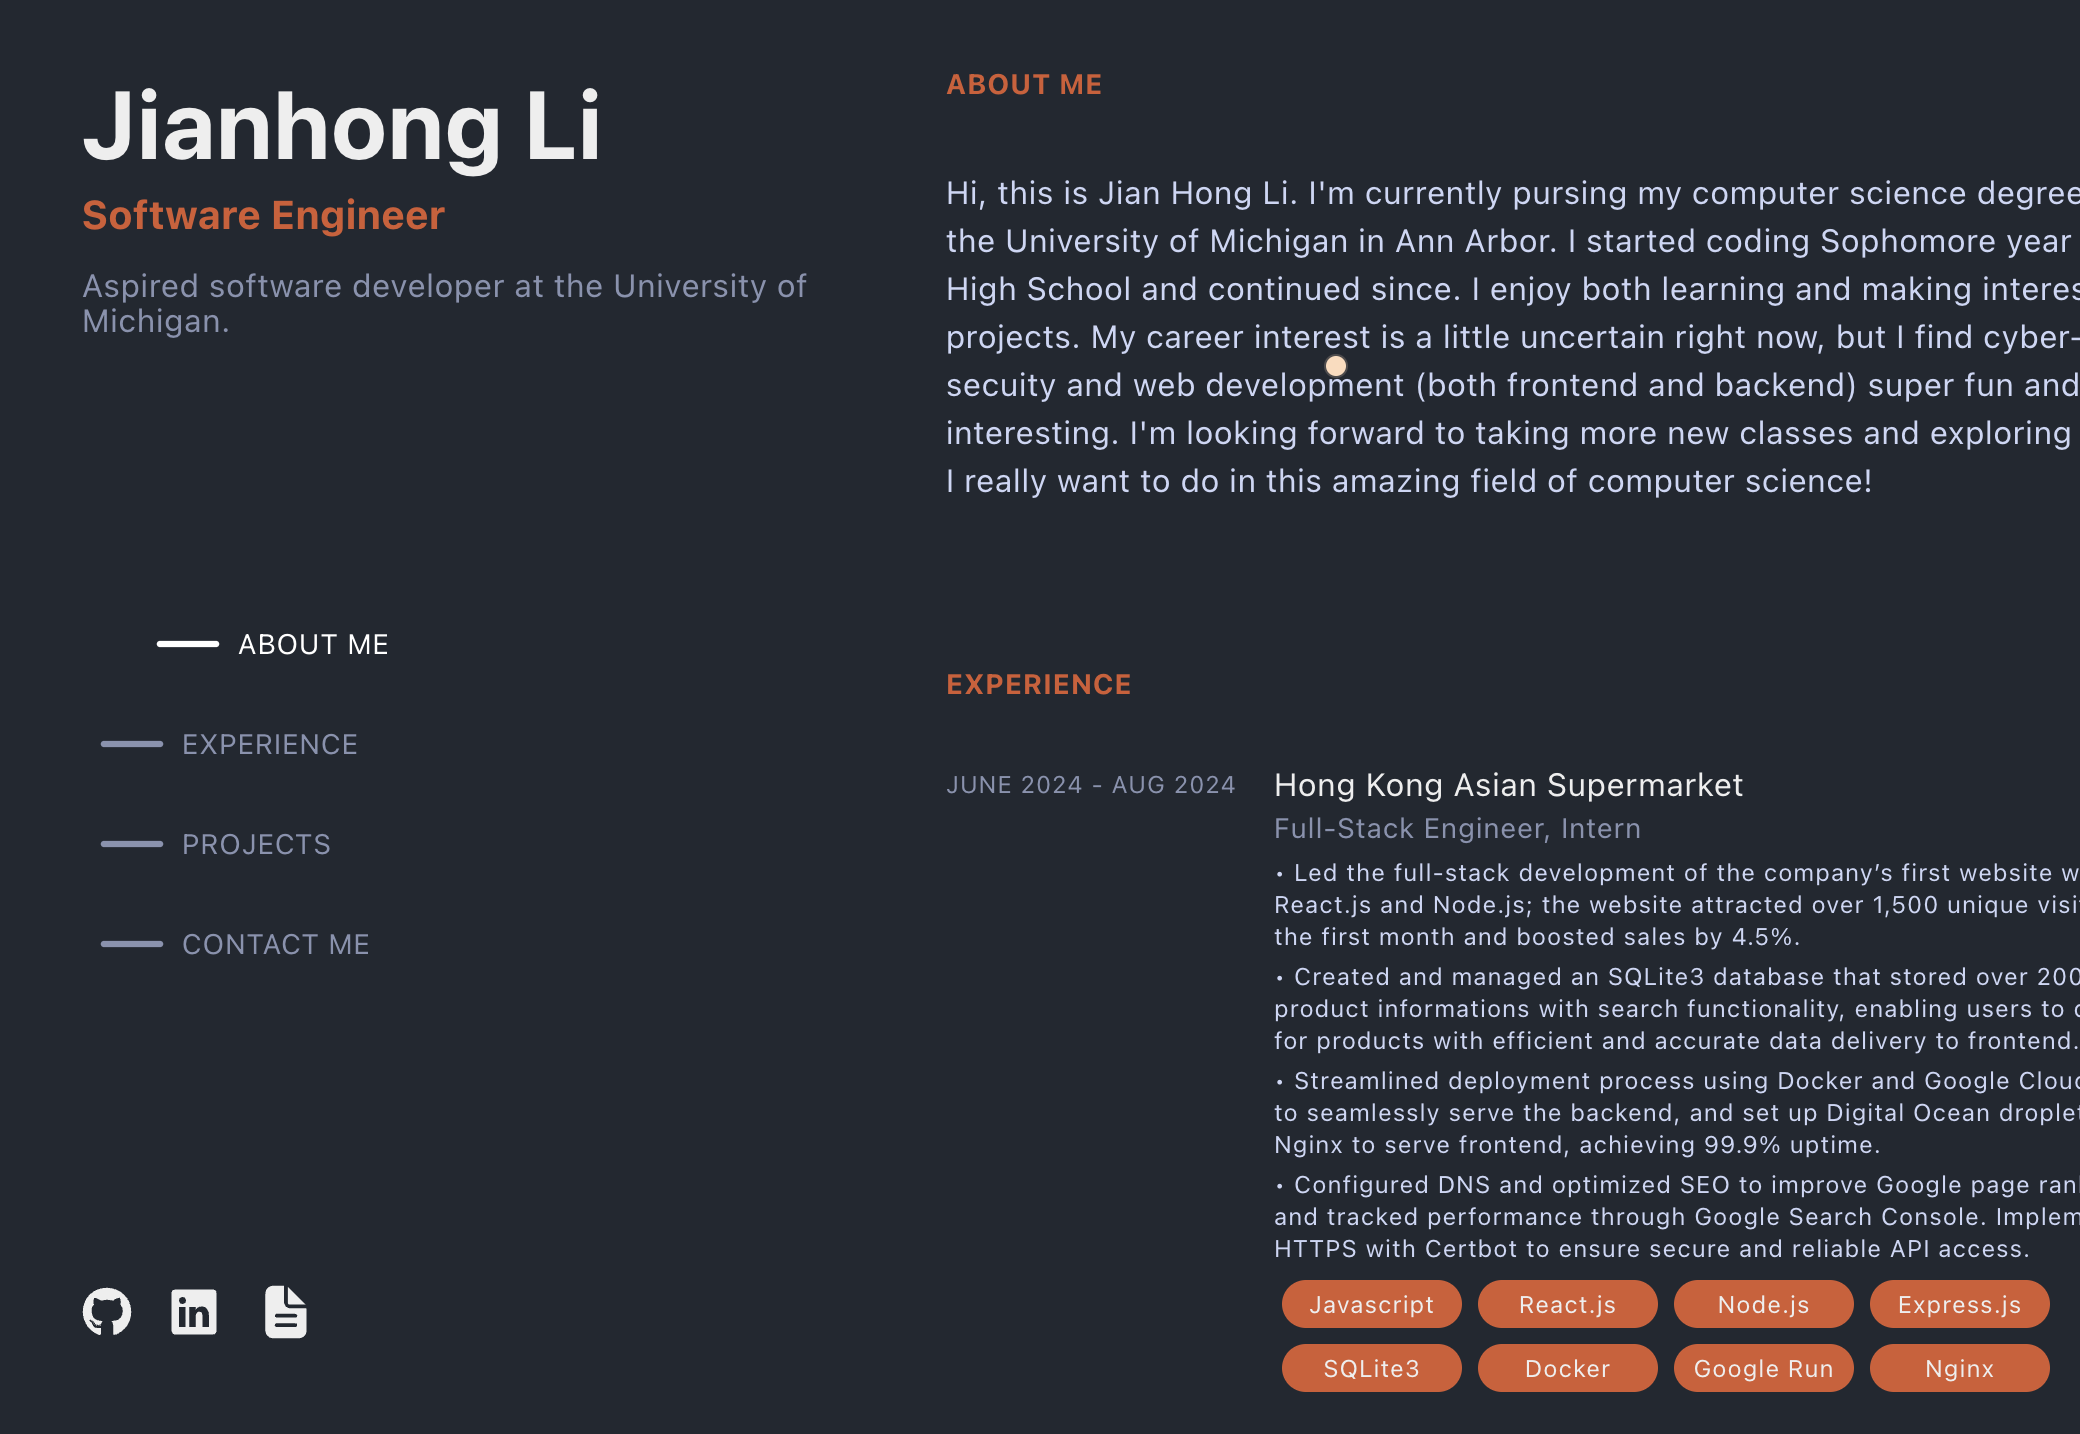 Jianhong Li
Software Engineer
Aspired software developer at the University of
Michigan.
ABOUT ME
EXPERIENCE
PROJECTS
CONTACT ME
in
ABOUT ME
Hi, this is Jian Hong Li. I'm currently pursing my computer science degree
the University of Michigan in Ann Arbor. I started coding Sophomore year
High School and continued since. I enjoy both learning and making
projects. My career interest is a little uncertain right now, but I find cyber-
secuity and web development (both frontend and backend) super fun and
interesting. I'm looking forward to taking more new classes and exploring
I really want to do in this amazing field of computer science!
EXPERIENCE
JUNE 2024 - AUG 2024
Hong Kong Asian Supermarket
Full-Stack Engineer, Intern
• Led the full-stack development of the company’s first website
React.js and Node.js; the website attracted over 1,500 unique
the first month and boosted sales by 4.5%.
• Created and managed an SQLite3 database that stored over
product informations with search functionality, enabling users to
for products with efficient and accurate data delivery to frontend.
• Streamlined deployment process using Docker and Google
to seamlessly serve the backend, and set up Digital Ocean
Nginx to serve frontend, achieving 99.9% uptime.
• Configured DNS and optimized SEO to improve Google page
and tracked performance through Google Search Console.
HTTPS with Certbot to ensure secure and reliable API access.
Javascript React.js Node.js Express.js
SQLite3 Docker Google Run Nginx